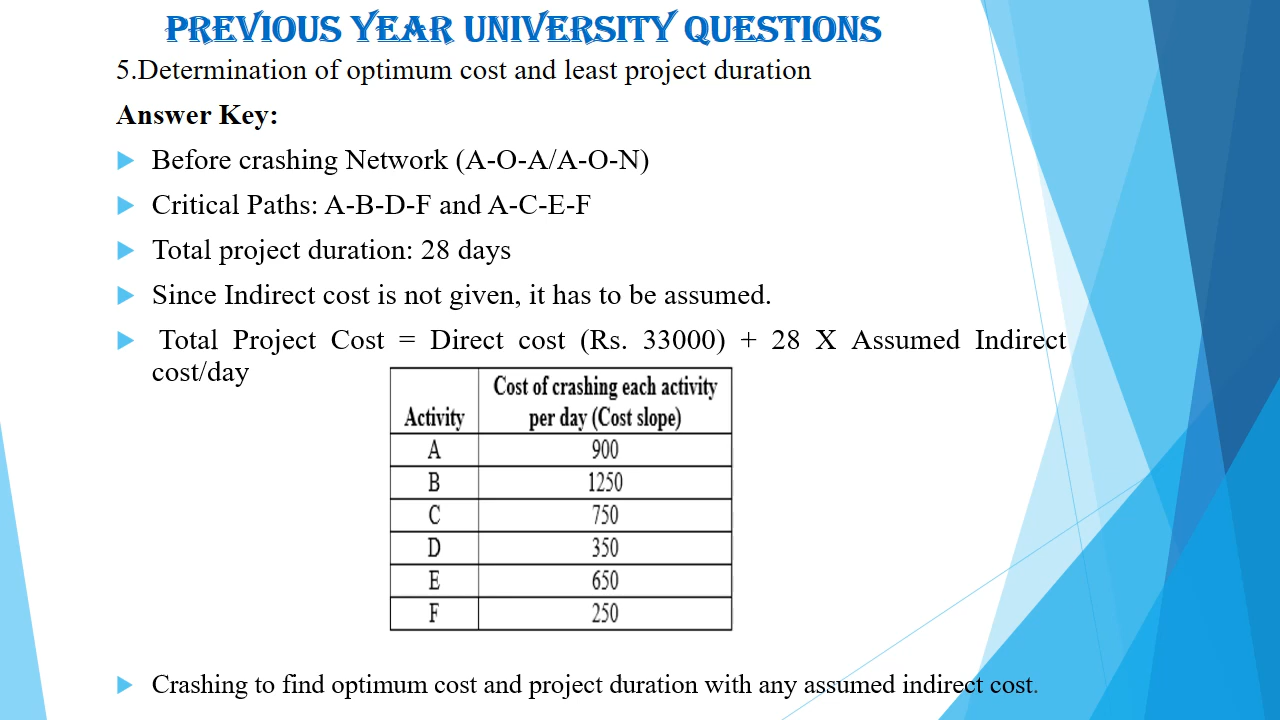 PREVIOUS YEAR UNIVERSITY QUESTIONS
5.Determination of optimum cost and least project duration
Answer Key:
Before crashing Network (A-O-A/A-O-N)
Critical Paths: A-B-D-F and A-C-E-F
Total project duration: 28 days
Since Indirect cost is not given, it has to be assumed.
Total Project Cost = Direct cost (Rs. 33000) + 28 X Assumed Indirect
cost/day
Activity Cost of crashing each activity
per day (Cost slope)
A 900
B 1250
C 750
D 350
E 650
F 250
Crashing to find optimum cost and project duration with any assumed indirect cost.